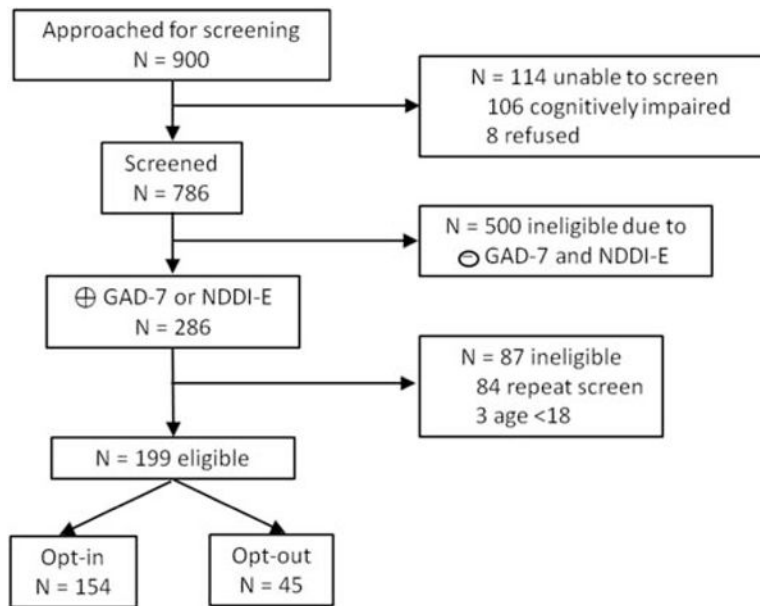 Approached for screening
N = 900
N = 114 unable to screen
106 cognitively impaired
8 refused
Screened
N = 786
N = 500 ineligible due to
⊖ GAD-7 and NDDI-E
⊕ GAD-7 or NDDI-E
N = 286
N = 87 ineligible
84 repeat screen
3 age <18
N = 199 eligible
Opt-in
N = 154
Opt-out
N = 45